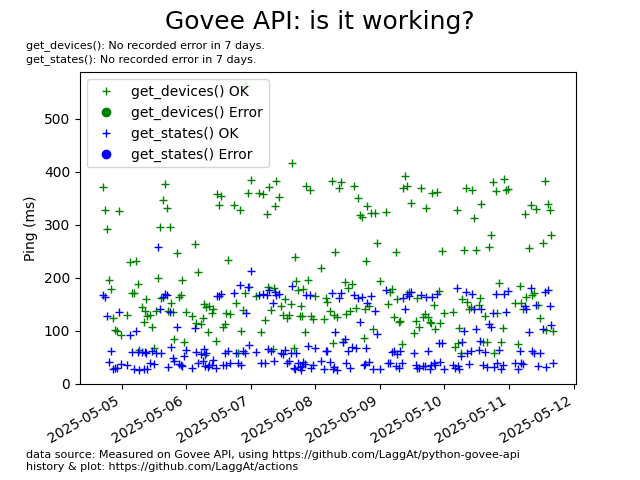 Govee API: is it working?
get_devices(): No recorded error in 7 days.
get_states(): No recorded error in 7 days.
get_devices() OK
get_devices() Error
get_states() OK
get_states() Error
Ping (ms)
500
400
300
200
100
0
2025-05-05
2025-05-06
2025-05-07
2025-05-08
2025-05-09
2025-05-10
2025-05-11
2025-05-12
data source: Measured on Govee API, using https://github.com/LaggAt/python-govee-api
history & plot: https://github.com/LaggAt/actions